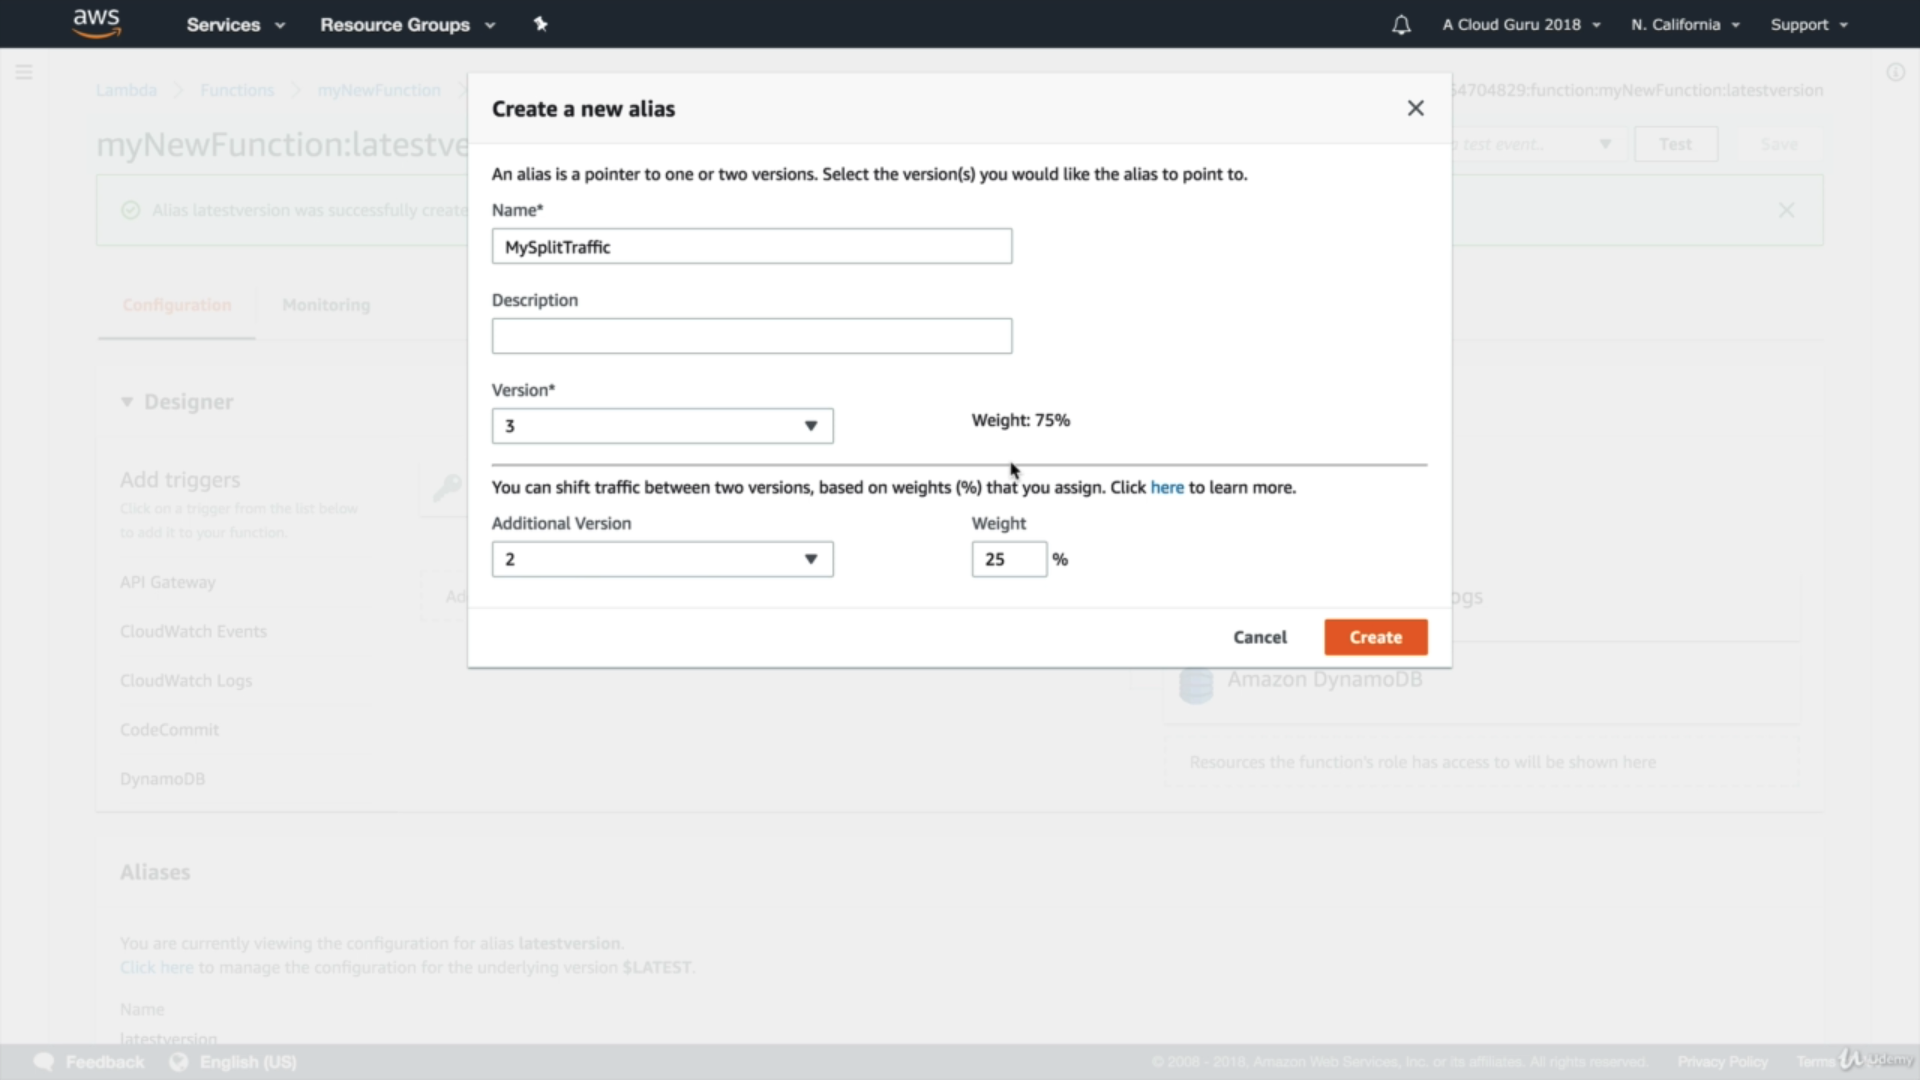 aws Services Resource Groups A Cloud Guru 2018 N. California Support
Lambda Functions myNewFunction 54704829:function:myNewFunction:latestversion
Create a new alias
myNewFunction:latestve
test event.. Test Save
An alias is a pointer to one or two versions. Select the version(s) you would like the alias to point to.
Alias latestversion was successfully create
Name*
MySplitTraffic
Configuration Monitoring
Description
Version*
3 Weight: 75%
Designer
You can shift traffic between two versions, based on weights (%) that you assign. Click here to learn more.
Additional Version Weight
2 25 %
Cancel Create
Add triggers
Click on a trigger from the list below
to add it to your function.
API Gateway
CloudWatch Events
CloudWatch Logs
CodeCommit
DynamoDB
Ad
ogs
Amazon DynamoDB
Resources the function's role has access to will be shown here
Aliases
You are currently viewing the configuration for alias latestversion.
Click here to manage the configuration for the underlying version $LATEST.
Name
latestversion
Feedback English (US) © 2008 - 2018, Amazon Web Services, Inc. or its affiliates. All rights reserved. Privacy Policy Terms Udemy